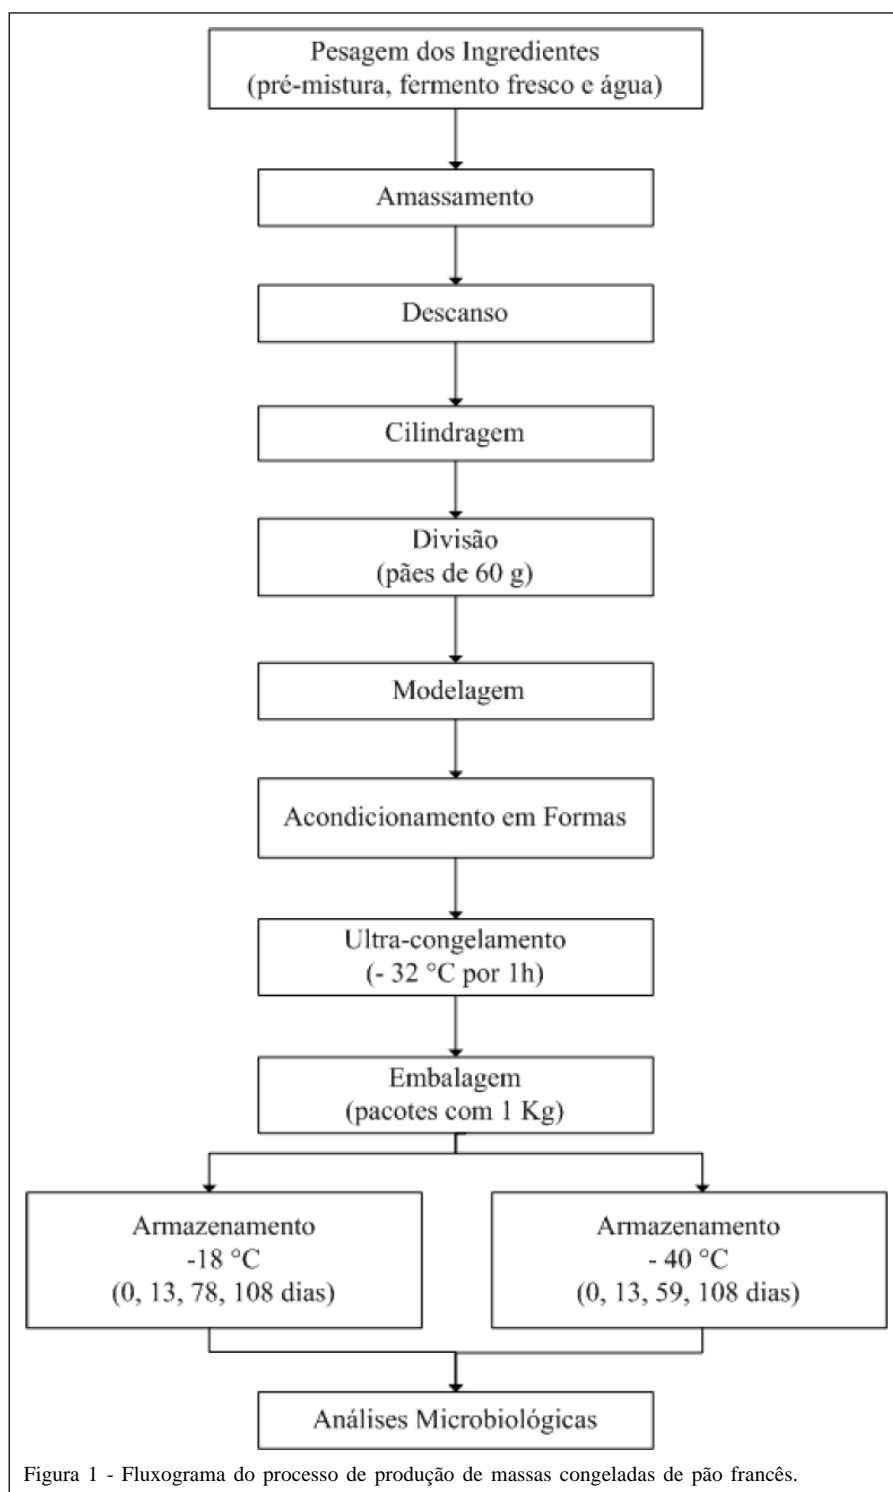 Pesagem dos Ingredientes
(pré-mistura, fermento fresco e água)
Amassamento
Descanso
Cilindragem
Divisão
(pães de 60 g)
Modelagem
Acondicionamento em Formas
Ultra-congelamento
(- 32 °C por 1h)
Embalagem
(pacotes com 1 Kg)
Armazenamento
-18 °C
(0, 13, 78, 108 dias)
Armazenamento
- 40 °C
(0, 13, 59, 108 dias)
Análises Microbiológicas
Figura 1 - Fluxograma do processo de produção de massas congeladas de pão francês.